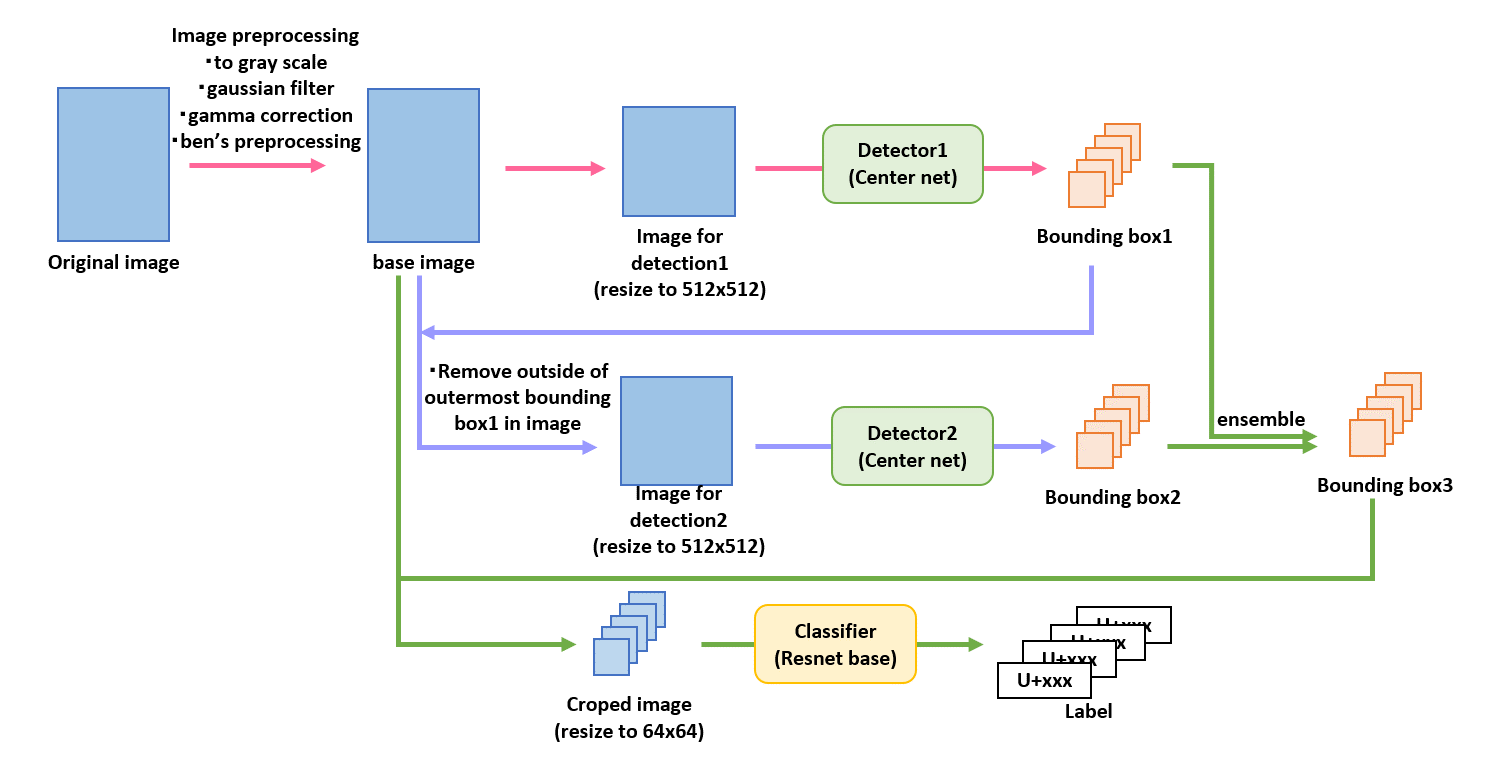 Image preprocessing
・to gray scale
・gaussian filter
・gamma correction
・ben's preprocessing
Original image
base image
Image for
detection1
(resize to 512x512)
Detector1
(Center net)
Bounding box1
・Remove outside of
outermost bounding
box1 in image
Image for
detection2
(resize to 512x512)
Detector2
(Center net)
Bounding box2
ensemble
Bounding box3
Croped image
(resize to 64x64)
Classifier
(Resnet base)
U+xxx
U+xxx
U+xxx
U+xxx
Label